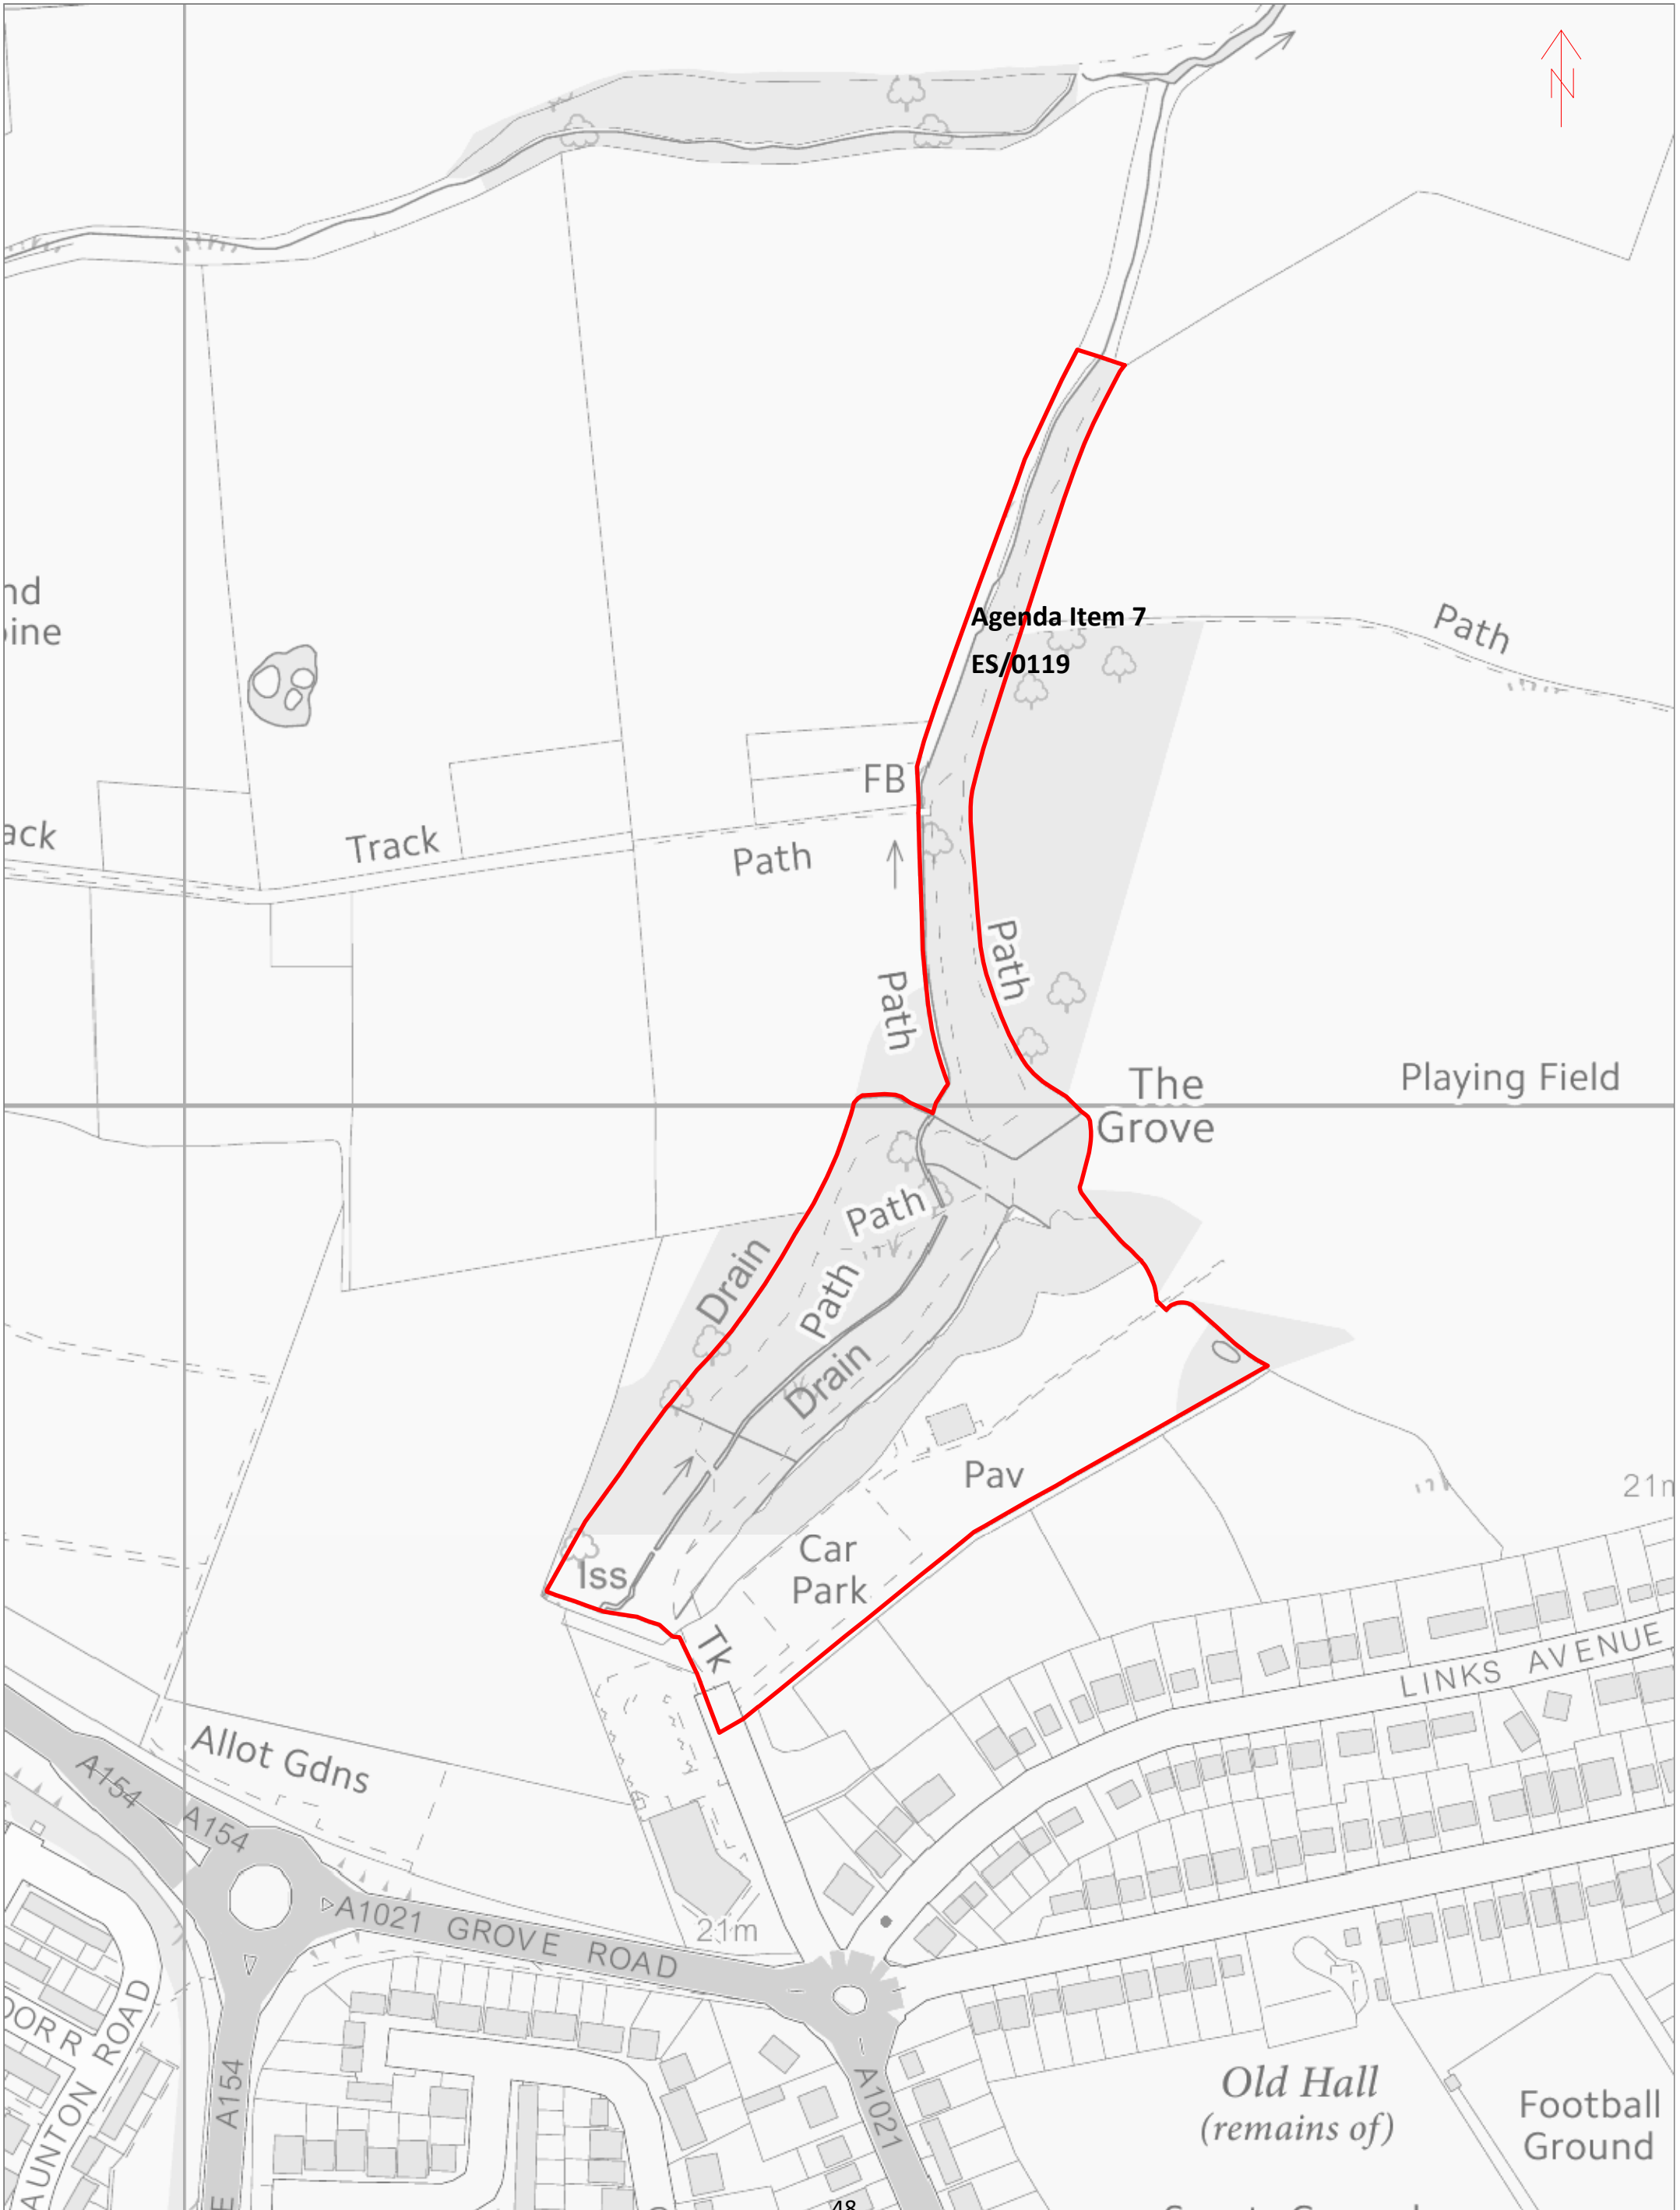 N
Path
Agenda Item 7
ES/0119
FB
Track
Path
Path
Path
The
Grove
Playing Field
Path
Drain
Path
Drain
Pav
Car
Park
Iss
Tk
LINKS AVENUE
Allot Gdns
A154
A154
A1021 GROVE ROAD
21m
A154
A1021
ROAD
Old Hall
(remains of)
Football
Ground
48